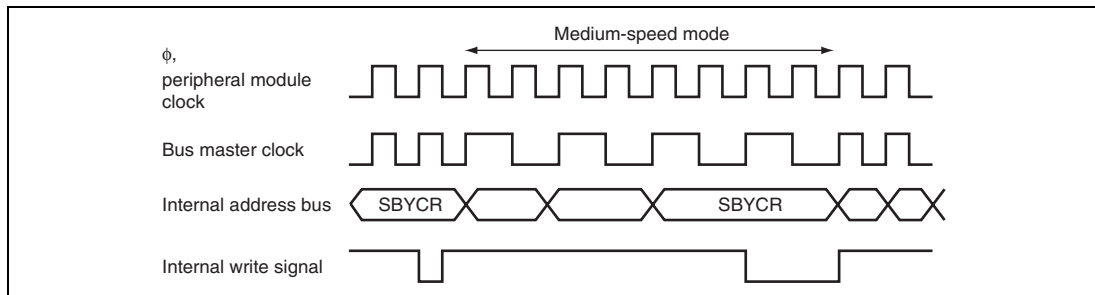 Medium-speed mode
ϕ,
peripheral module
clock
Bus master clock
Internal address bus
SBYCR
SBYCR
Internal write signal